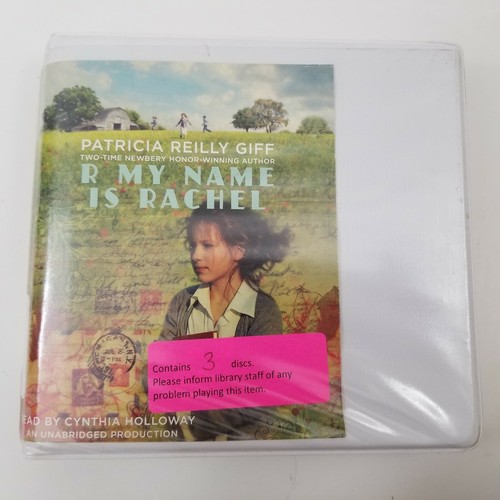 PATRICIA REILLY GIFF
TWO-TIME NEWBERY HONOR-WINNING AUTHOR
R MY NAME
IS RACHEL
Contains 3 discs.
Please inform library staff of any
problem playing this item.
EAD BY CYNTHIA HOLLOWAY
AN UNABRIDGED PRODUCTION